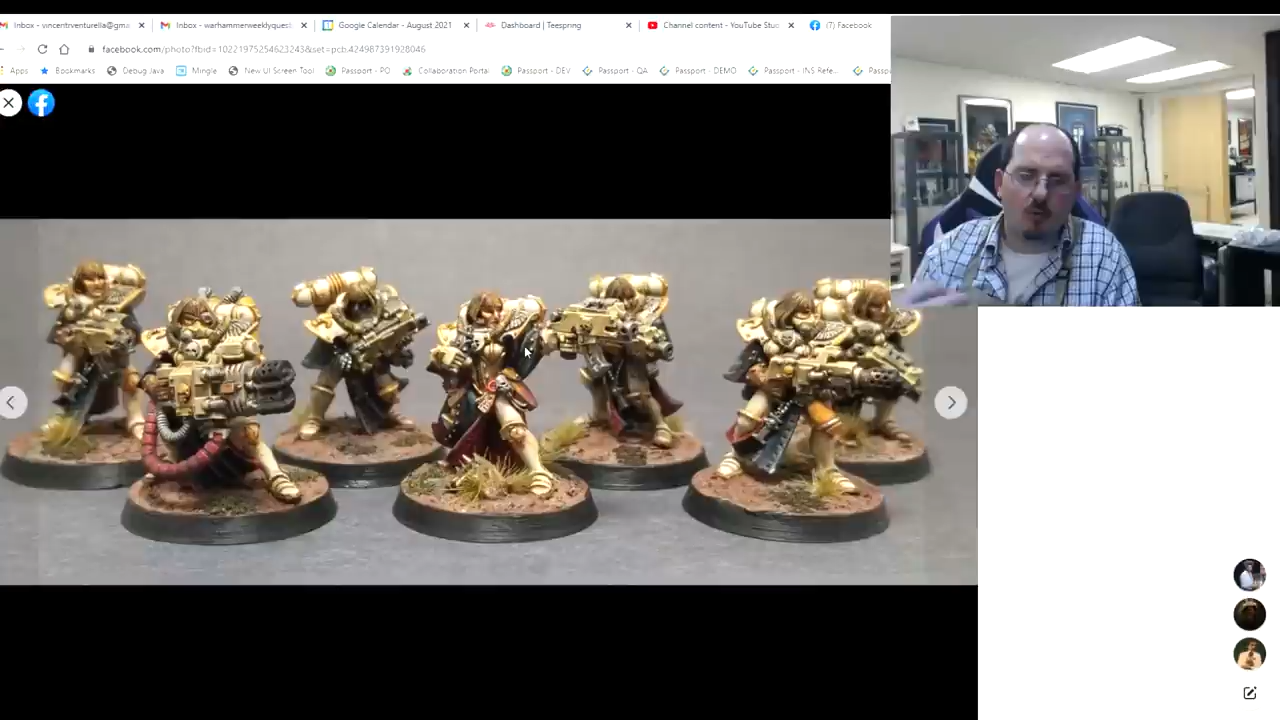 Inbox - vincentrventurella@gma
Inbox - warhammerweeklyquest
Google Calendar - August 2021
Dashboard | Teespring
Channel content - YouTube Stu
(7) Facebook
facebook.com/photo?fbid=10221975254623243&set=pcb.424987391928046
Apps
Bookmarks
Debug Java
Mingle
New UI Screen Tool
Passport - PO
Collaboration Portal
Passport - DEV
Passport - QA
Passport - DEMO
Passport - INS Refe...
Passpo